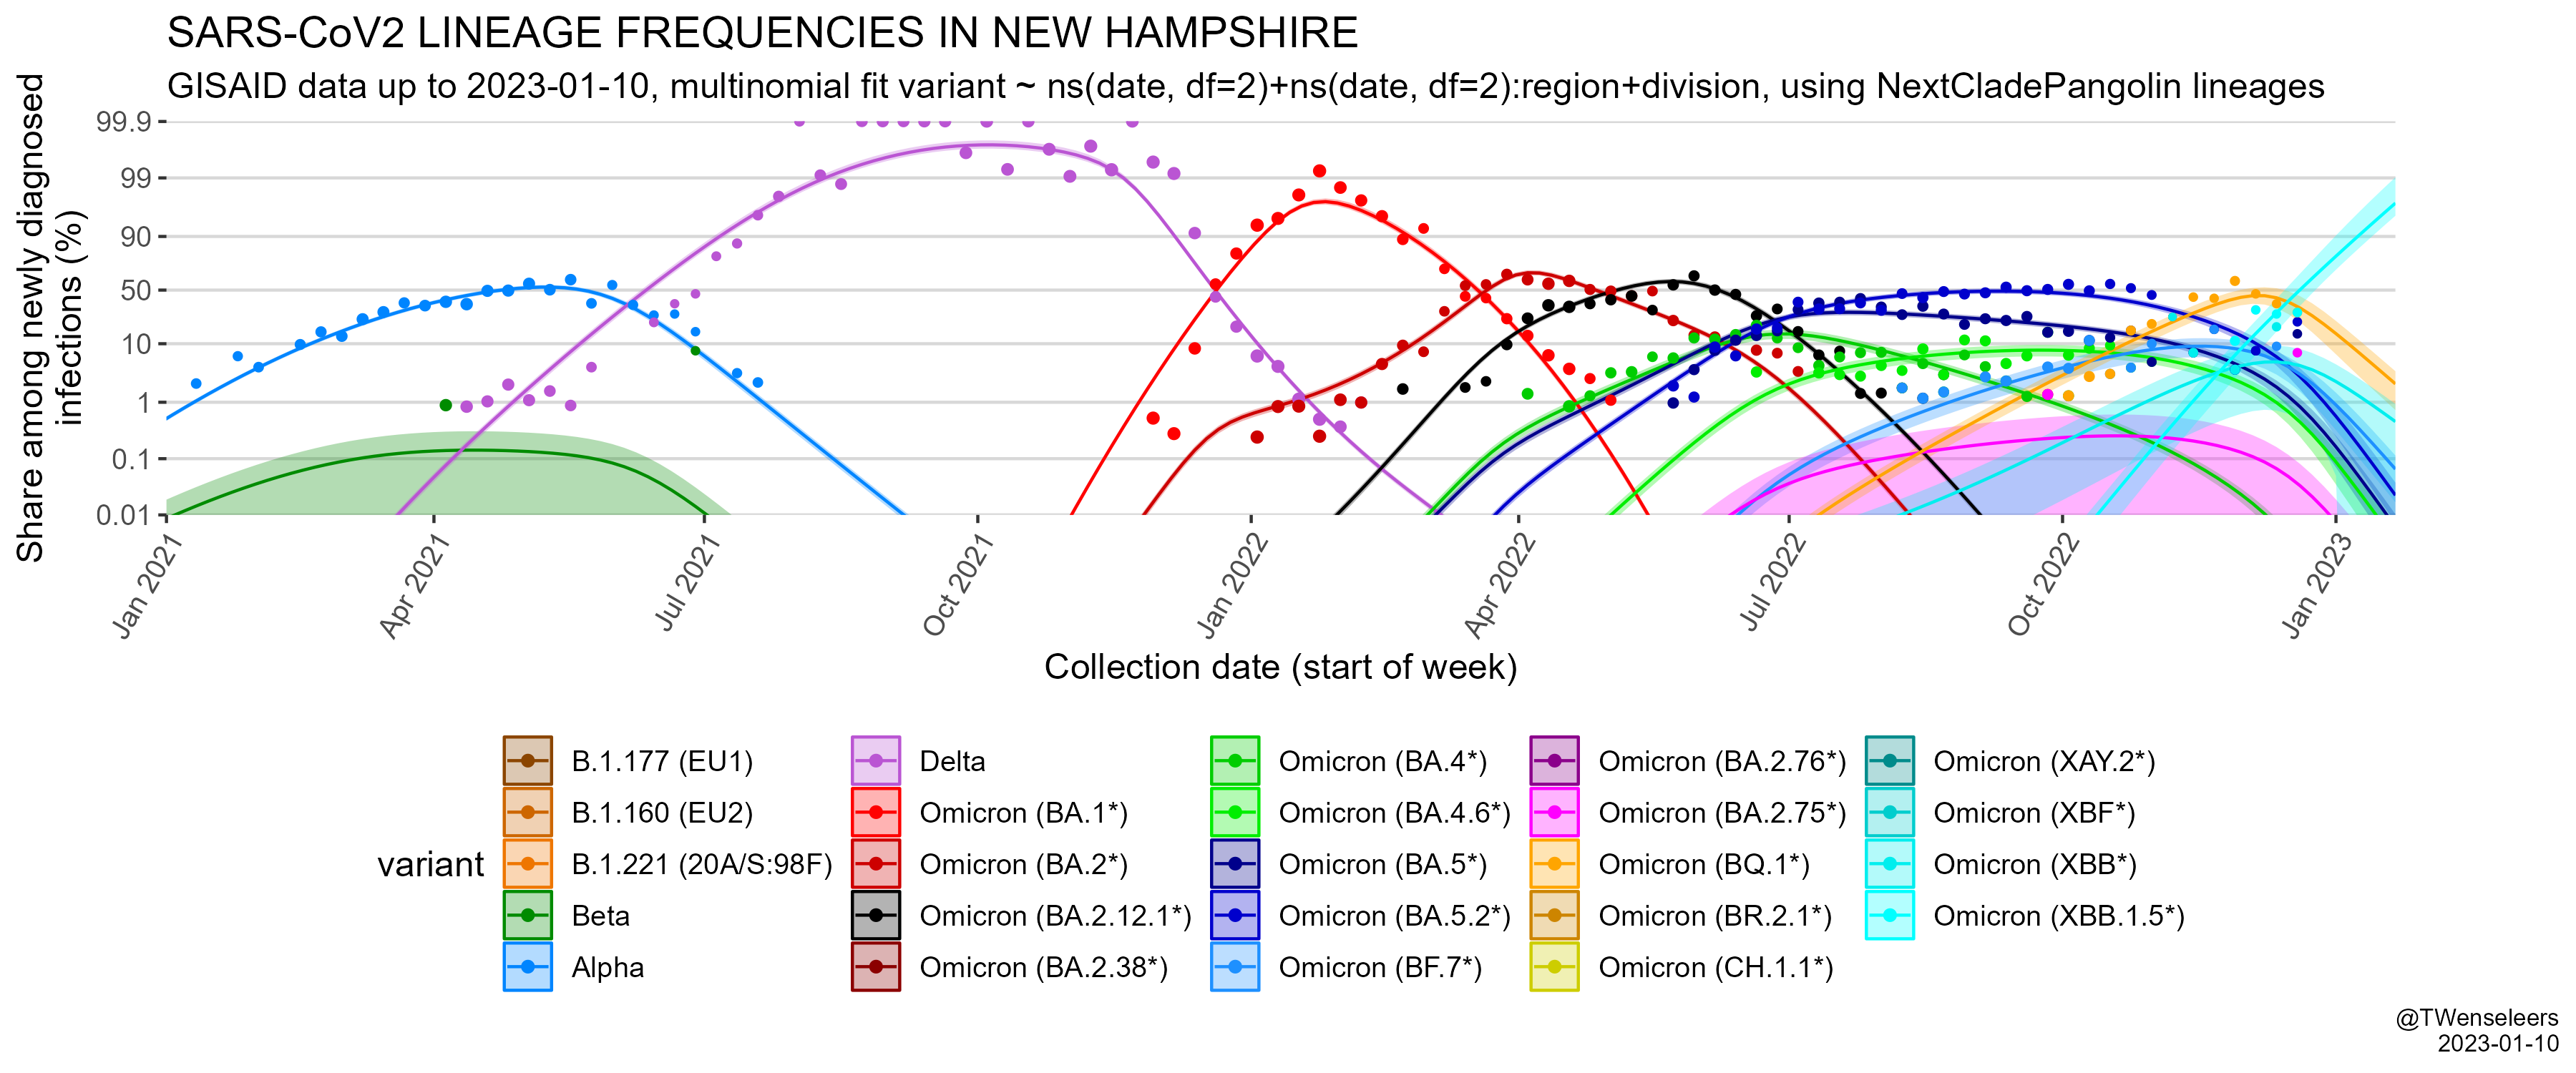 SARS-CoV2 LINEAGE FREQUENCIES IN NEW HAMPSHIRE
GISAID data up to 2023-01-10, multinomial fit variant ~ ns(date, df=2)+ns(date, df=2):region+division, using NextCladePangolin lineages
Share among newly diagnosed
infections (%)
99.9
99
90
50
10
1
0.1
0.01
Jan 2021
Apr 2021
Jul 2021
Oct 2021
Jan 2022
Apr 2022
Jul 2022
Oct 2022
Jan 2023
Collection date (start of week)
variant
B.1.177 (EU1)
B.1.160 (EU2)
B.1.221 (20A/S:98F)
Beta
Alpha
Delta
Omicron (BA.1*)
Omicron (BA.2*)
Omicron (BA.2.12.1*)
Omicron (BA.2.38*)
Omicron (BA.4*)
Omicron (BA.4.6*)
Omicron (BA.5*)
Omicron (BA.5.2*)
Omicron (BF.7*)
Omicron (BA.2.76*)
Omicron (BA.2.75*)
Omicron (BQ.1*)
Omicron (BR.2.1*)
Omicron (CH.1.1*)
Omicron (XAY.2*)
Omicron (XBF*)
Omicron (XBB*)
Omicron (XBB.1.5*)
@TWenseleers
2023-01-10